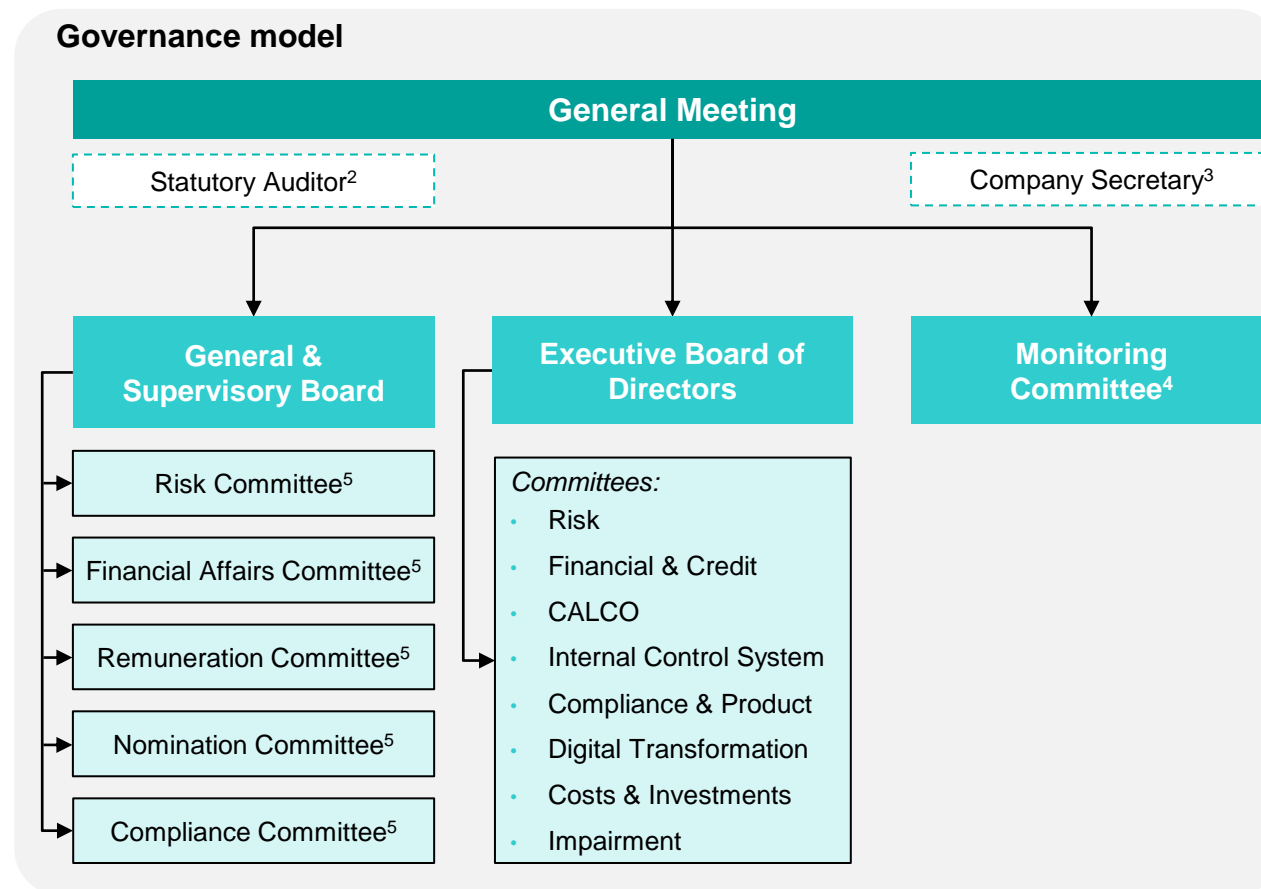 Governance model
General Meeting
Statutory Auditor²
Company Secretary³
General &
Supervisory Board
Executive Board of
Directors
Monitoring
Committee⁴
Risk Committee⁵
Financial Affairs Committee⁵
Remuneration Committee⁵
Nomination Committee⁵
Compliance Committee⁵
Committees:
• Risk
• Financial & Credit
• CALCO
• Internal Control System
• Compliance & Product
• Digital Transformation
• Costs & Investments
• Impairment